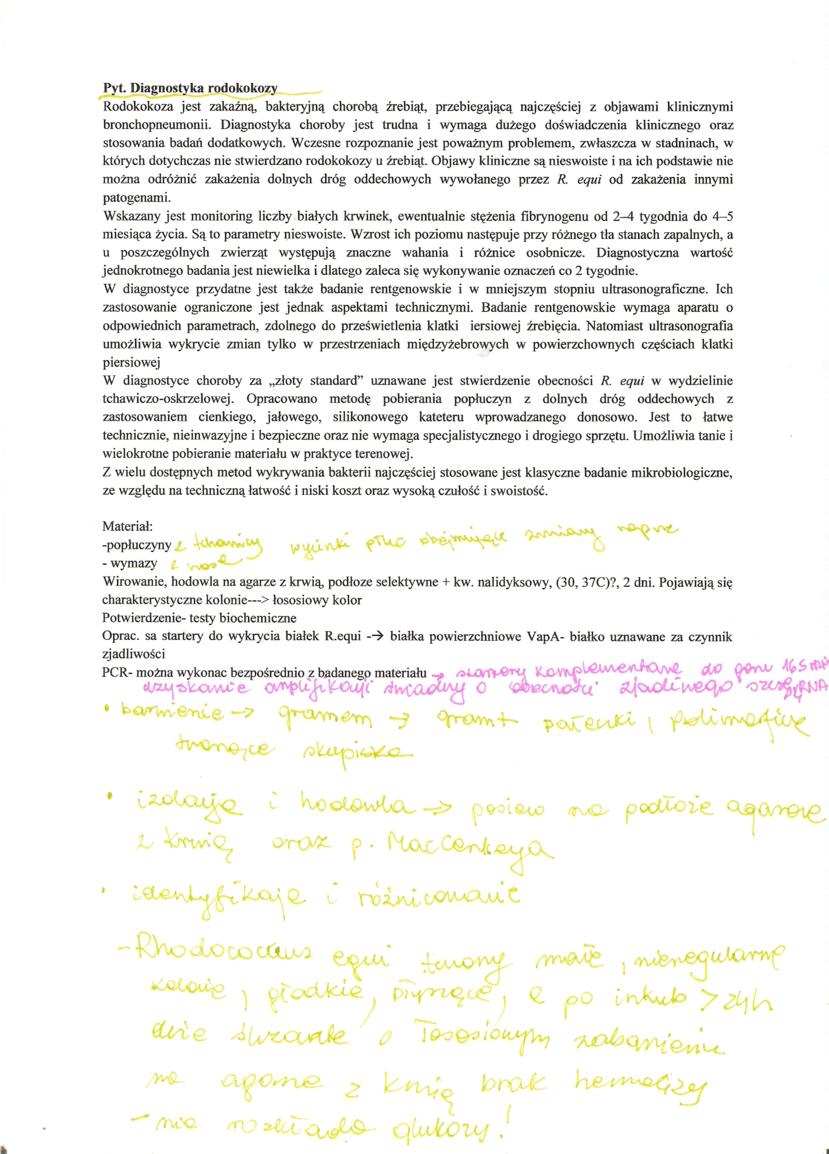 Pyt. Diagnostyka rodokokozy
Rodokokoza jest zakaźną, bakteryjną chorobą źrebiąt, przebiegającą najczęściej z objawami klinicznymi
bronchopneumonii. Diagnostyka choroby jest trudna i wymaga dużego doświadczenia klinicznego oraz
stosowania badań dodatkowych. Wczesne rozpoznanie jest poważnym problemem, zwłaszcza w stadninach, w
których dotychczas nie stwierdzano rodokokozy u źrebiąt. Objawy kliniczne są nieswoiste i na ich podstawie nie
można odróżnić zakażenia dolnych dróg oddechowych wywołanego przez R. equi od zakażenia innymi
patogenami.
Wskazany jest monitoring liczby białych krwinek, ewentualnie stężenia fibrynogenu od 2–4 tygodnia do 4–5
miesiąca życia. Są to parametry nieswoiste. Wzrost ich poziomu następuje przy różnego tła stanach zapalnych, a
u poszczególnych zwierząt występują znaczne wahania i różnice osobnicze. Diagnostyczna wartość
jednokrotnego badania jest niewielka i dlatego zaleca się wykonywanie oznaczeń co 2 tygodnie.
W diagnostyce przydatne jest także badanie rentgenowskie i w mniejszym stopniu ultrasonograficzne. Ich
zastosowanie ograniczone jest jednak aspektami technicznymi. Badanie rentgenowskie wymaga aparatu o
odpowiednich parametrach, zdolnego do prześwietlenia klatki iersiowej źrebięcia. Natomiast ultrasonografia
umożliwia wykrycie zmian tylko w przestrzeniach międzyżebrowych w powierzchownych częściach klatki
piersiowej
W diagnostyce choroby za „złoty standard” uznawane jest stwierdzenie obecności R. equi w wydzielinie
tchawiczo-oskrzelowej. Opracowano metodę pobierania popłuczyn z dolnych dróg oddechowych z
zastosowaniem cienkiego, jałowego, silikonowego kateteru wprowadzanego donosowo. Jest to łatwe
technicznie, nieinwazyjne i bezpieczne oraz nie wymaga specjalistycznego i drogiego sprzętu. Umożliwia tanie i
wielokrotne pobieranie materiału w praktyce terenowej.
Z wielu dostępnych metod wykrywania bakterii najczęściej stosowane jest klasyczne badanie mikrobiologiczne,
ze względu na techniczną łatwość i niski koszt oraz wysoką czułość i swoistość.
Materiał:
-popłuczyny z tchawicy wycinki płuc obejmujące zmiany ropne
- wymazy z nosa
Wirowanie, hodowla na agarze z krwią, podłoże selektywne + kw. nalidyksowy, (30, 37C)?, 2 dni. Pojawiają się
charakterystyczne kolonie---> łososiowy kolor
Potwierdzenie- testy biochemiczne
Oprac. sa startery do wykrycia białek R.equi -→ białka powierzchniowe VapA- białko uznawane za czynnik
zjadliwości
PCR- można wykonac bezpośrednio z badanego materiału → startery komplementarne do genu 16S rRNA
uzyskanie amplifikacji świadczy o obecności zjadliwego szczepu
• barwienie → gramem → gram+ pałeczki, polimorficzne
tworzące skupiska
• izolacja i hodowla → posiew na podłoże agarowe
z krwią oraz p. MacConkeya
• identyfikacja i różnicowanie
- Rhodococcus equi tworzy małe, nieregularne
kolonie, gładkie, błyszczące, a po inkub > 24h
duże śluzowate o łososiowym zabarwieniu
na agarze z krwią brak hemolizy
- nie rozkłada glukozy!